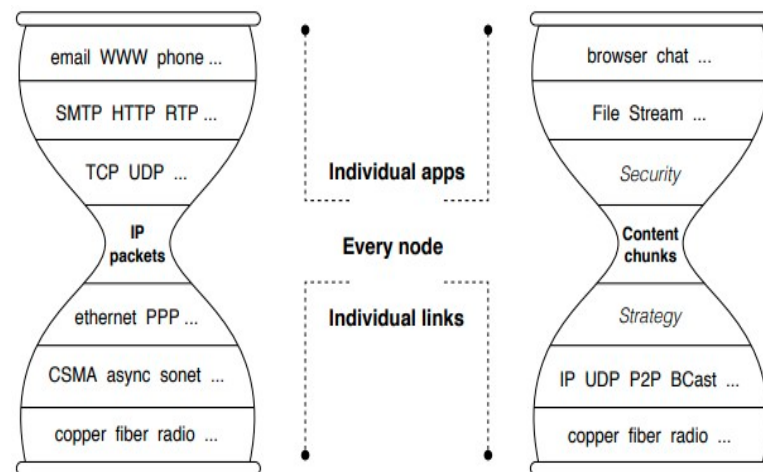 email WWW phone ...
SMTP HTTP RTP ...
TCP UDP ...
IP
packets
ethernet PPP ...
CSMA async sonet ...
copper fiber radio ...
Individual apps
Every node
Individual links
browser chat ...
File Stream ...
Security
Content
chunks
Strategy
IP UDP P2P BCast ...
copper fiber radio ...